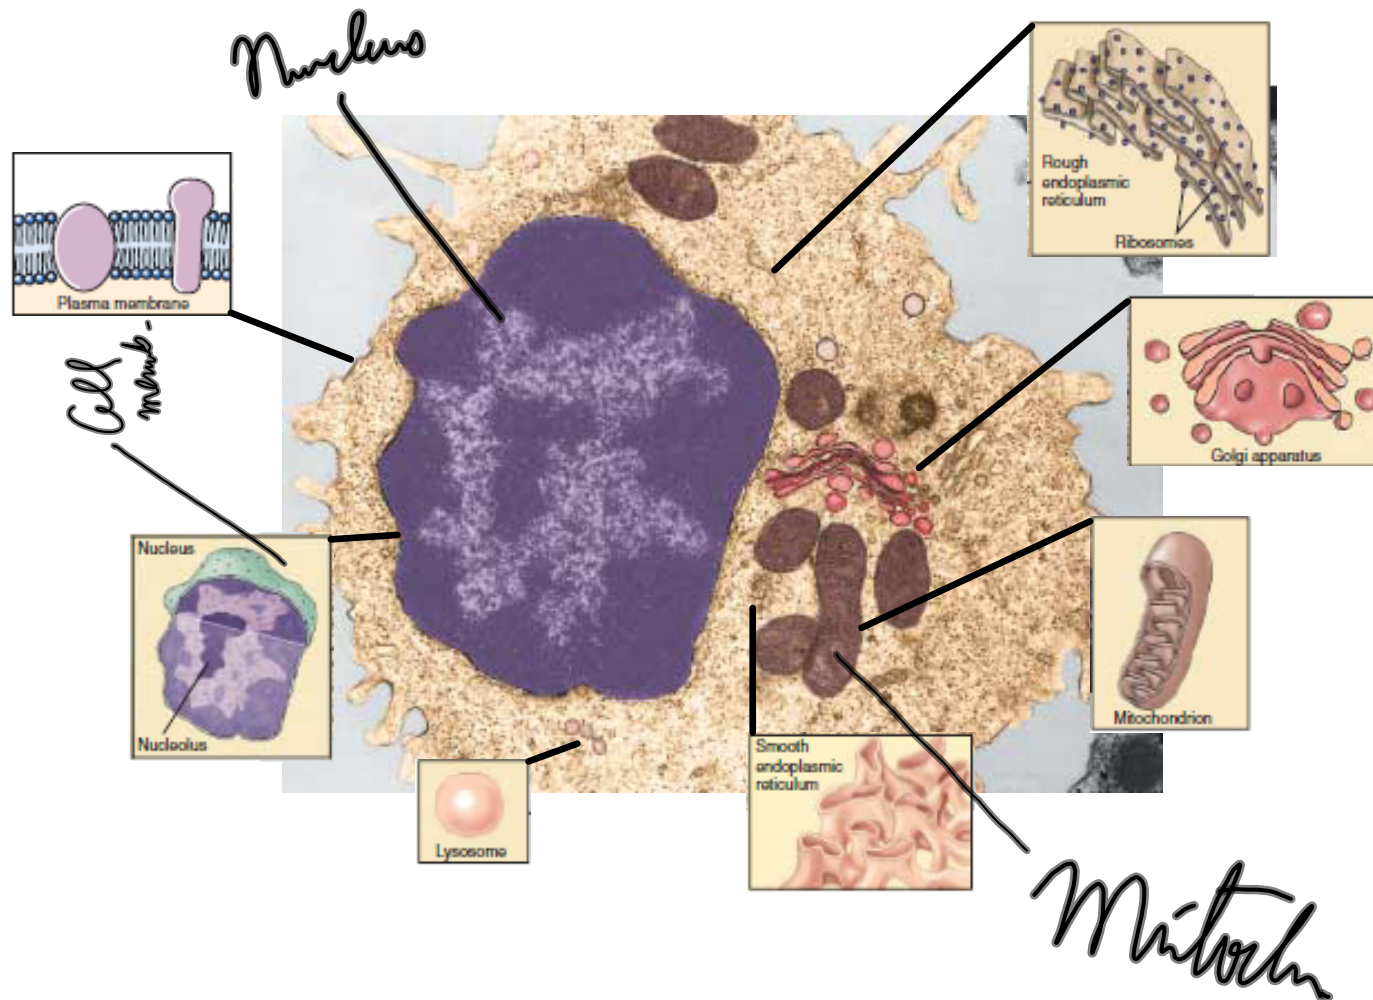 Nucleus
Rough
endoplasmic
reticulum
Ribosomes
Plasma membrane
Cell
memb.
Golgi apparatus
Nucleus
Nucleolus
Mitochondrion
Smooth
endoplasmic
reticulum
Lysosome
Mitoch